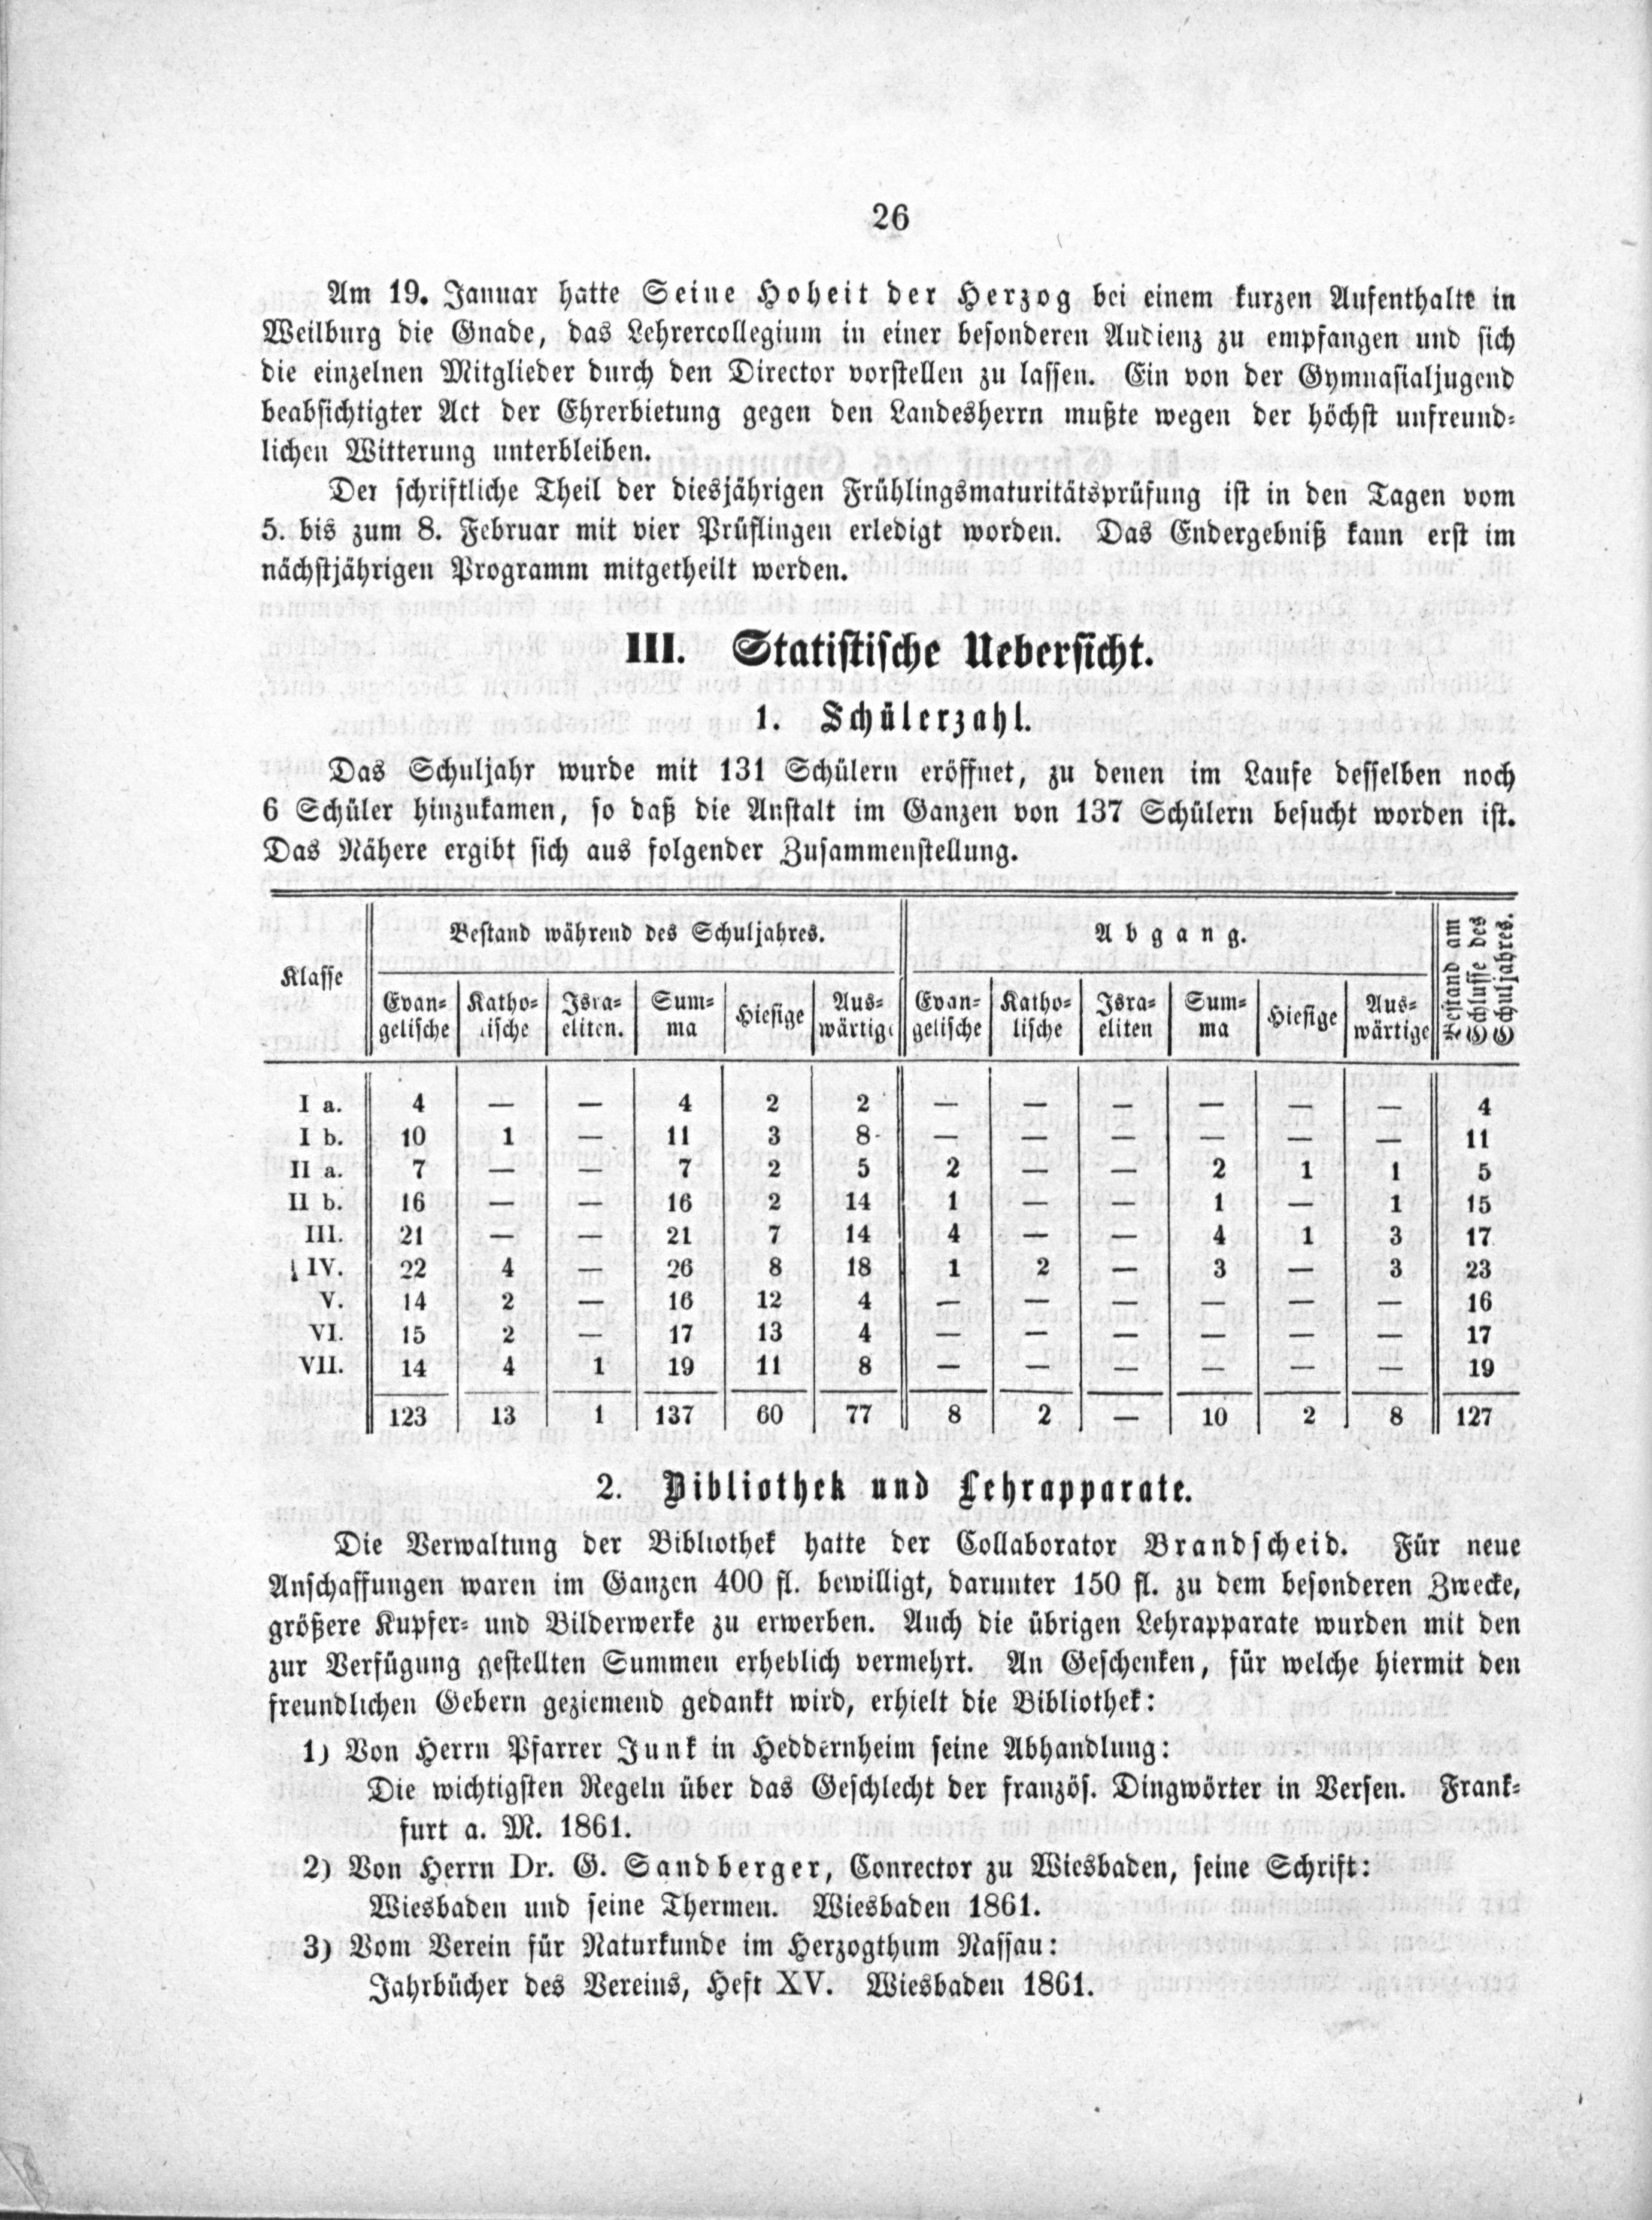 26
Am 19. Januar hatte Seine Hoheit der Herzog bei einem kurzen Aufenthalte in
Weilburg die Gnade, das Lehrercollegium in einer besonderen Audienz zu empfangen und sich
die einzelnen Mitglieder durch den Director vorstellen zu lassen. Ein von der Gymnasialjugend
beabsichtigter Act der Ehrerbietung gegen den Landesherrn mußte wegen der höchst unfreund-
lichen Witterung unterbleiben.
Der schriftliche Theil der diesjährigen Frühlingsmaturitätsprüfung ist in den Tagen vom
5. bis zum 8. Februar mit vier Prüflingen erledigt worden. Das Endergebniß kann erst im
nächstjährigen Programm mitgetheilt werden.
III. Statistische Uebersicht.
1. Schülerzahl.
Das Schuljahr wurde mit 131 Schülern eröffnet, zu denen im Laufe desselben noch
6 Schüler hinzukamen, so daß die Anstalt im Ganzen von 137 Schülern besucht worden ist.
Das Nähere ergibt sich aus folgender Zusammenstellung.
Klasse
Bestand während des Schuljahres.
Abgang.
Bestand am
Schlusse des
Schuljahres.
Evan- Katho- Isra- Sum- Hiesige Aus- Evan- Katho- Isra- Sum- Hiesige Aus-
gelische lische eliten. ma wärtige gelische lische eliten ma wärtige
I a. 4 — — 4 2 2 — — — — — — 4
I b. 10 1 — 11 3 8 — — — — — — 11
II a. 7 — — 7 2 5 2 — — 2 1 1 5
II b. 16 — — 16 2 14 1 — — 1 — 1 15
III. 21 — — 21 7 14 4 — — 4 1 3 17
IV. 22 4 — 26 8 18 1 2 — 3 — 3 23
V. 14 2 — 16 12 4 — — — — — — 16
VI. 15 2 — 17 13 4 — — — — — — 17
VII. 14 4 1 19 11 8 — — — — — — 19
123 13 1 137 60 77 8 2 — 10 2 8 127
2. Bibliothek und Lehrapparate.
Die Verwaltung der Bibliothek hatte der Collaborator Brandscheid. Für neue
Anschaffungen waren im Ganzen 400 fl. bewilligt, darunter 150 fl. zu dem besonderen Zwecke,
größere Kupfer- und Bilderwerke zu erwerben. Auch die übrigen Lehrapparate wurden mit den
zur Verfügung gestellten Summen erheblich vermehrt. An Geschenken, für welche hiermit den
freundlichen Gebern geziemend gedankt wird, erhielt die Bibliothek:
1) Von Herrn Pfarrer Junk in Heddernheim seine Abhandlung:
Die wichtigsten Regeln über das Geschlecht der französ. Dingwörter in Versen. Frank-
furt a. M. 1861.
2) Von Herrn Dr. G. Sandberger, Conrector zu Wiesbaden, seine Schrift:
Wiesbaden und seine Thermen. Wiesbaden 1861.
3) Vom Verein für Naturkunde im Herzogthum Nassau:
Jahrbücher des Vereins, Heft XV. Wiesbaden 1861.